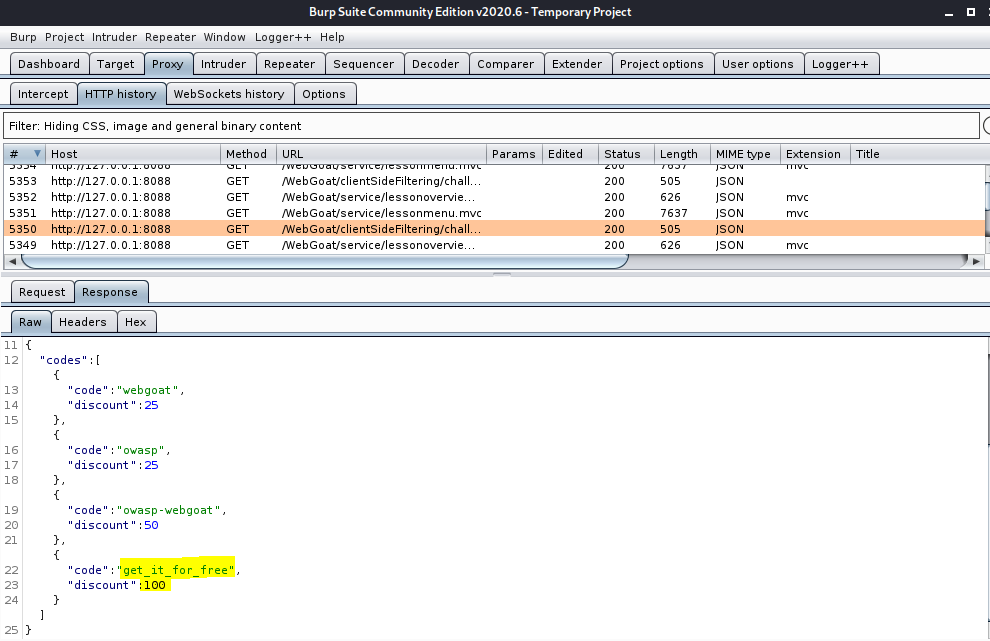 Burp Suite Community Edition v2020.6 - Temporary Project
Burp Project Intruder Repeater Window Logger++ Help
Dashboard Target Proxy Intruder Repeater Sequencer Decoder Comparer Extender Project options User options Logger++
Intercept HTTP history WebSockets history Options
Filter: Hiding CSS, image and general binary content
# Host Method URL Params Edited Status Length MIME type Extension Title
5354 http://127.0.0.1:8088 GET /WebGoat/service/lessonmenu.mvc 200 7637 JSON mvc
5353 http://127.0.0.1:8088 GET /WebGoat/clientSideFiltering/chall... 200 505 JSON
5352 http://127.0.0.1:8088 GET /WebGoat/service/lessonovervie... 200 626 JSON mvc
5351 http://127.0.0.1:8088 GET /WebGoat/service/lessonmenu.mvc 200 7637 JSON mvc
5350 http://127.0.0.1:8088 GET /WebGoat/clientSideFiltering/chall... 200 505 JSON
5349 http://127.0.0.1:8088 GET /WebGoat/service/lessonovervie... 200 626 JSON mvc
Request Response
Raw Headers Hex
11 {
12 "codes":[
{
13 "code":"webgoat",
14 "discount":25
15 },
{
16 "code":"owasp",
17 "discount":25
18 },
{
19 "code":"owasp-webgoat",
20 "discount":50
21 },
{
22 "code":"get_it_for_free",
23 "discount":100
24 }
]
25 }